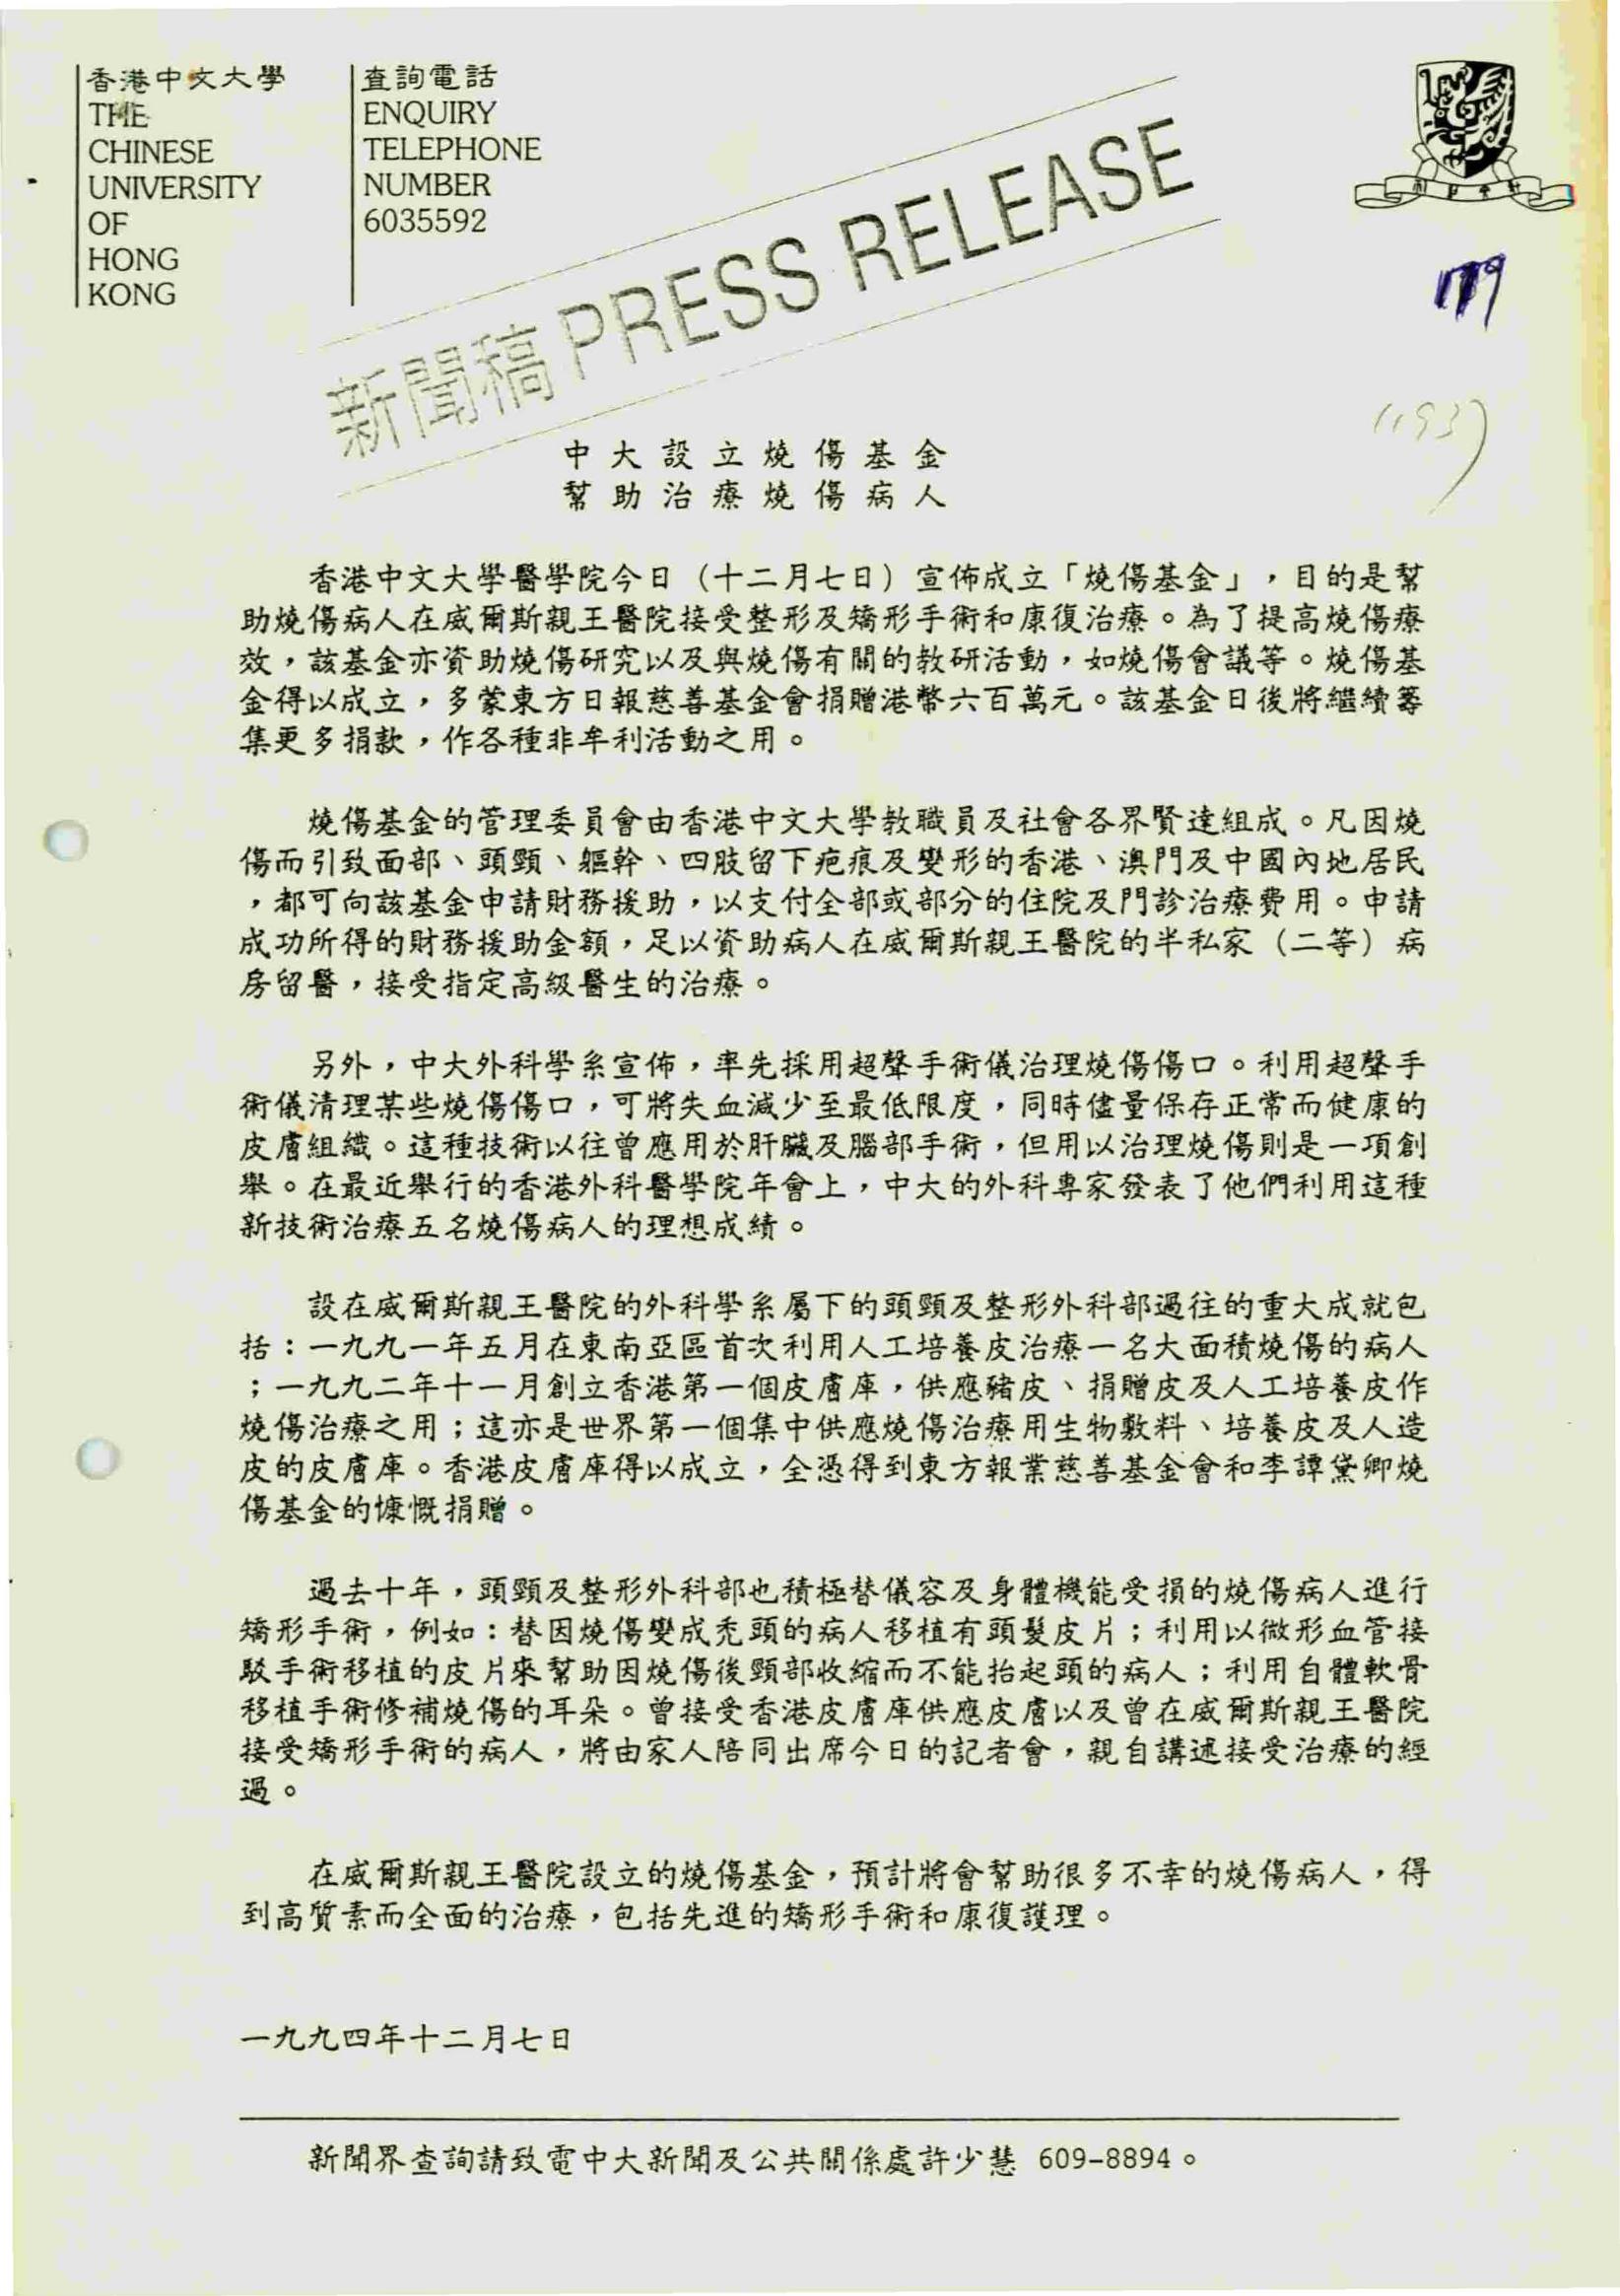 香港中文大學
THE
CHINESE
UNIVERSITY
OF
HONG
KONG
查詢電話
ENQUIRY
TELEPHONE
NUMBER
6035592
新聞稿 PRESS RELEASE
中大設立燒傷基金
幫助治療燒傷病人
香港中文大學醫學院今日（十二月七日）宣佈成立「燒傷基金」，目的是幫
助燒傷病人在威爾斯親王醫院接受整形及矯形手術和康復治療。為了提高燒傷療
效，該基金亦資助燒傷研究以及與燒傷有關的教研活動，如燒傷會議等。燒傷基
金得以成立，多蒙東方日報慈善基金會捐贈港幣六百萬元。該基金日後將繼續籌
集更多捐款，作各種非牟利活動之用。
燒傷基金的管理委員會由香港中文大學教職員及社會各界賢達組成。凡因燒
傷而引致面部、頭頸、軀幹、四肢留下疤痕及變形的香港、澳門及中國內地居民
，都可向該基金申請財務援助，以支付全部或部分的住院及門診治療費用。申請
成功所得的財務援助金額，足以資助病人在威爾斯親王醫院的半私家（二等）病
房留醫，接受指定高級醫生的治療。
另外，中大外科學系宣佈，率先採用超聲手術儀治理燒傷傷口。利用超聲手
術儀清理某些燒傷傷口，可將失血減少至最低限度，同時儘量保存正常而健康的
皮膚組織。這種技術以往曾應用於肝臟及腦部手術，但用以治理燒傷則是一項創
舉。在最近舉行的香港外科醫學院年會上，中大的外科專家發表了他們利用這種
新技術治療五名燒傷病人的理想成績。
設在威爾斯親王醫院的外科學系屬下的頭頸及整形外科部過往的重大成就包
括：一九九一年五月在東南亞區首次利用人工培養皮治療一名大面積燒傷的病人
；一九九二年十一月創立香港第一個皮膚庫，供應豬皮、捐贈皮及人工培養皮作
燒傷治療之用；這亦是世界第一個集中供應燒傷治療用生物敷料、培養皮及人造
皮的皮膚庫。香港皮膚庫得以成立，全憑得到東方報業慈善基金會和李譚黛卿燒
傷基金的慷慨捐贈。
過去十年，頭頸及整形外科部也積極替儀容及身體機能受損的燒傷病人進行
矯形手術，例如：替因燒傷變成禿頭的病人移植有頭髮皮片；利用以微形血管接
駁手術移植的皮片來幫助因燒傷後頸部收縮而不能抬起頭的病人；利用自體軟骨
移植手術修補燒傷的耳朵。曾接受香港皮膚庫供應皮膚以及曾在威爾斯親王醫院
接受矯形手術的病人，將由家人陪同出席今日的記者會，親自講述接受治療的經
過。
在威爾斯親王醫院設立的燒傷基金，預計將會幫助很多不幸的燒傷病人，得
到高質素而全面的治療，包括先進的矯形手術和康復護理。
一九九四年十二月七日
新聞界查詢請致電中大新聞及公共關係處許少慧 609-8894。